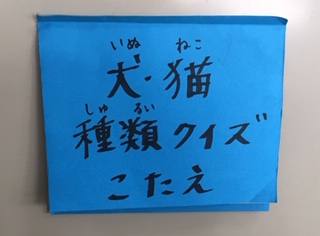 いぬ ねこ
犬・猫
しゅ るい
種類クイズ
こたえ